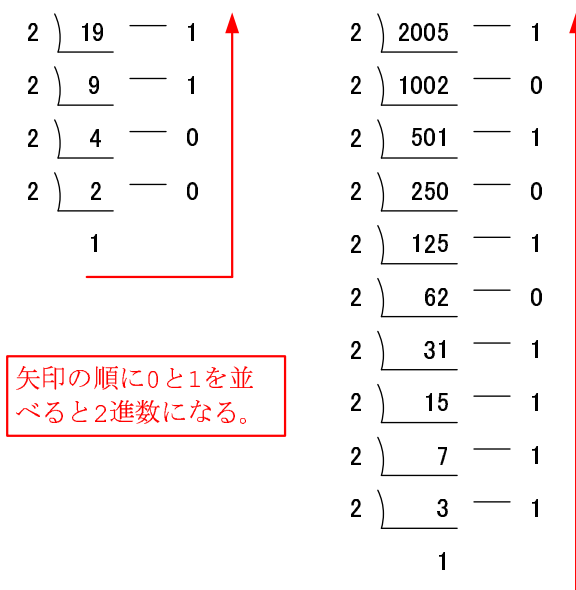 2 ) 19 — 1
2 ) 9 — 1
2 ) 4 — 0
2 ) 2 — 0
1
矢印の順に0と1を並
べると2進数になる。
2 ) 2005 — 1
2 ) 1002 — 0
2 ) 501 — 1
2 ) 250 — 0
2 ) 125 — 1
2 ) 62 — 0
2 ) 31 — 1
2 ) 15 — 1
2 ) 7 — 1
2 ) 3 — 1
1